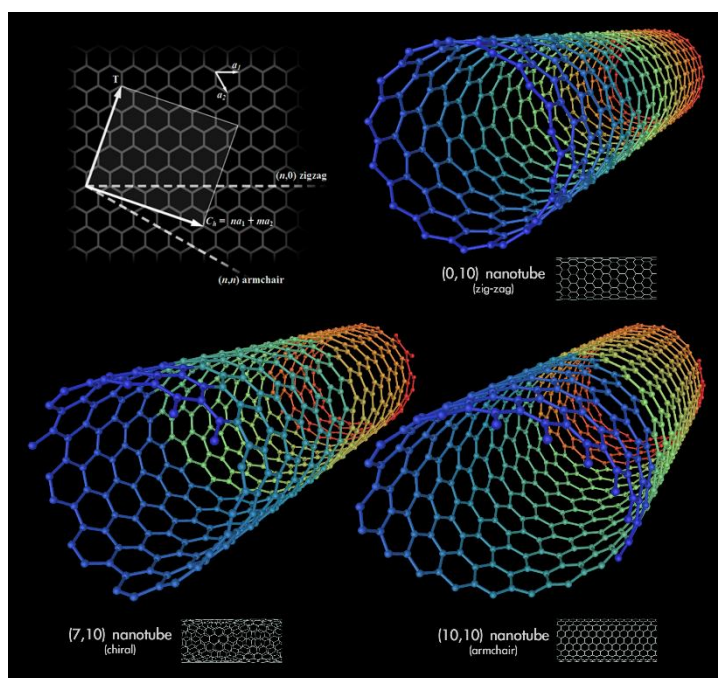 T
a₁
a₂
(n,0) zigzag
Cₕ = na₁ + ma₂
(n,n) armchair
(0,10) nanotube
(zig-zag)
(7,10) nanotube
(chiral)
(10,10) nanotube
(armchair)